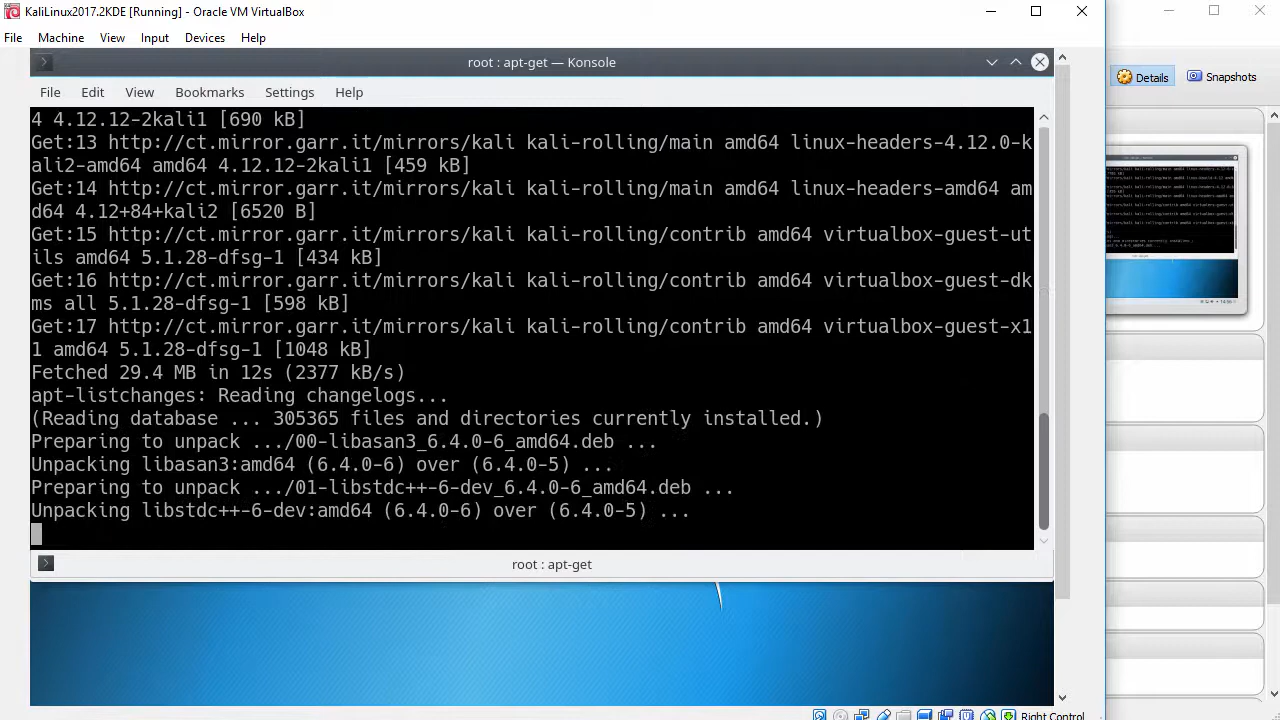 KaliLinux2017.2KDE [Running] - Oracle VM VirtualBox
File Machine View Input Devices Help
root : apt-get — Konsole
Details Snapshots
File Edit View Bookmarks Settings Help
4 4.12.12-2kali1 [690 kB]
Get:13 http://ct.mirror.garr.it/mirrors/kali kali-rolling/main amd64 linux-headers-4.12.0-k
ali2-amd64 amd64 4.12.12-2kali1 [459 kB]
Get:14 http://ct.mirror.garr.it/mirrors/kali kali-rolling/main amd64 linux-headers-amd64 am
d64 4.12+84+kali2 [6520 B]
Get:15 http://ct.mirror.garr.it/mirrors/kali kali-rolling/contrib amd64 virtualbox-guest-ut
ils amd64 5.1.28-dfsg-1 [434 kB]
Get:16 http://ct.mirror.garr.it/mirrors/kali kali-rolling/contrib amd64 virtualbox-guest-dk
ms all 5.1.28-dfsg-1 [598 kB]
Get:17 http://ct.mirror.garr.it/mirrors/kali kali-rolling/contrib amd64 virtualbox-guest-x1
1 amd64 5.1.28-dfsg-1 [1048 kB]
Fetched 29.4 MB in 12s (2377 kB/s)
apt-listchanges: Reading changelogs...
(Reading database ... 305365 files and directories currently installed.)
Preparing to unpack .../00-libasan3_6.4.0-6_amd64.deb ...
Unpacking libasan3:amd64 (6.4.0-6) over (6.4.0-5) ...
Preparing to unpack .../01-libstdc++-6-dev_6.4.0-6_amd64.deb ...
Unpacking libstdc++-6-dev:amd64 (6.4.0-6) over (6.4.0-5) ...
root : apt-get
Right Control